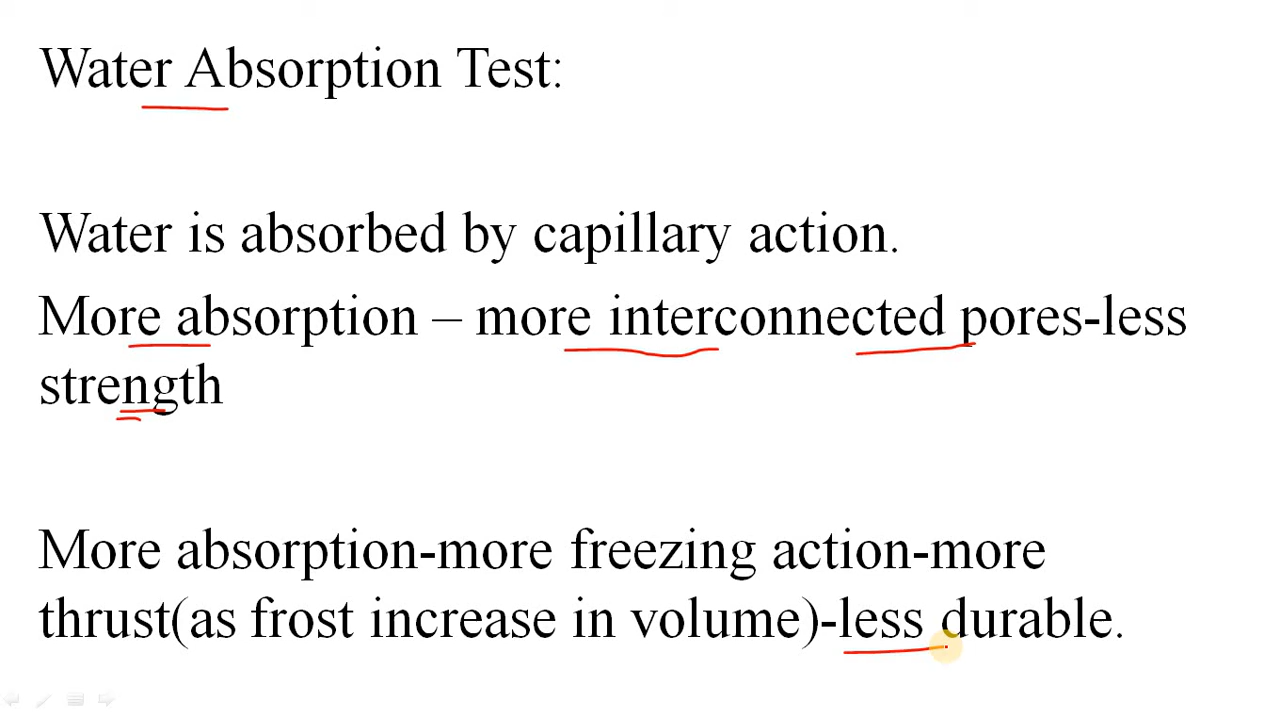 Water Absorption Test:
Water is absorbed by capillary action.
More absorption – more interconnected pores-less
strength
More absorption-more freezing action-more
thrust(as frost increase in volume)-less durable.